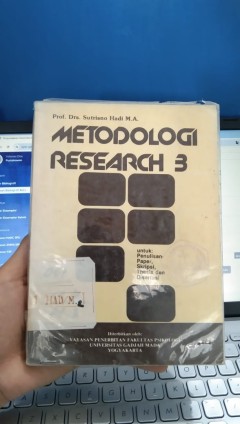 Prof. Drs. Sutrisno Hadi M.A.
METODOLOGI
RESEARCH 3
untuk:
Penulisan
Paper,
Skripsi,
Thesis dan
Disertasi
Diterbitkan oleh:
YAYASAN PENERBITAN FAKULTAS PSIKOLOGI
UNIVERSITAS GADJAH MADA
YOGYAKARTA